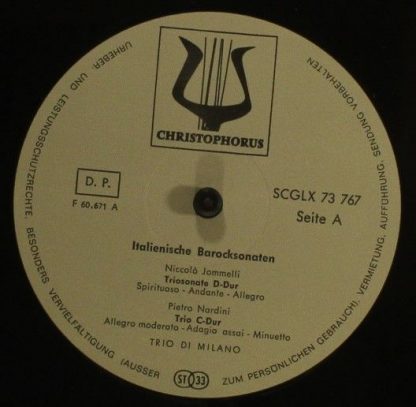 CHRISTOPHORUS
D. P.
F 60.671 A
SCGLX 73 767
Seite A
Italienische Barocksonaten
Niccolò Jommelli
Triosonate D-Dur
Spirituoso - Andante - Allegro
Pietro Nardini
Trio C-Dur
Allegro moderato - Adagio assai - Minuetto
TRIO DI MILANO
ST 33
URHEBER- UND LEISTUNGSSCHUTZRECHTE, BESONDERS VERVIELFÄLTIGUNG (AUSSER ZUM PERSÖNLICHEN GEBRAUCH), VERMIETUNG, AUFFÜHRUNG, SENDUNG VORBEHALTEN